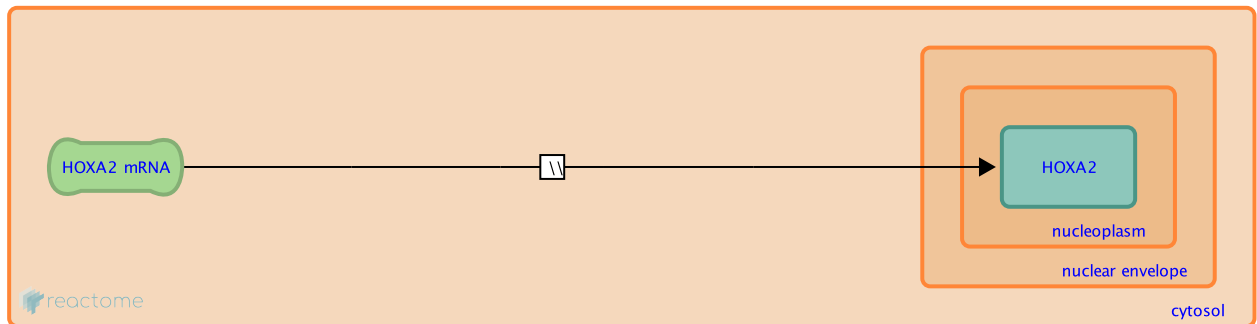 HOXA2 mRNA
\\
HOXA2
nucleoplasm
nuclear envelope
reactome
cytosol